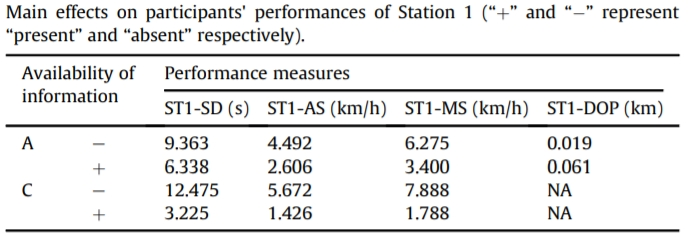 Main effects on participants' performances of Station 1 (“+” and “−” represent
“present” and “absent” respectively).
Availability of Performance measures
information
ST1-SD (s) ST1-AS (km/h) ST1-MS (km/h) ST1-DOP (km)
A − 9.363 4.492 6.275 0.019
+ 6.338 2.606 3.400 0.061
C − 12.475 5.672 7.888 NA
+ 3.225 1.426 1.788 NA